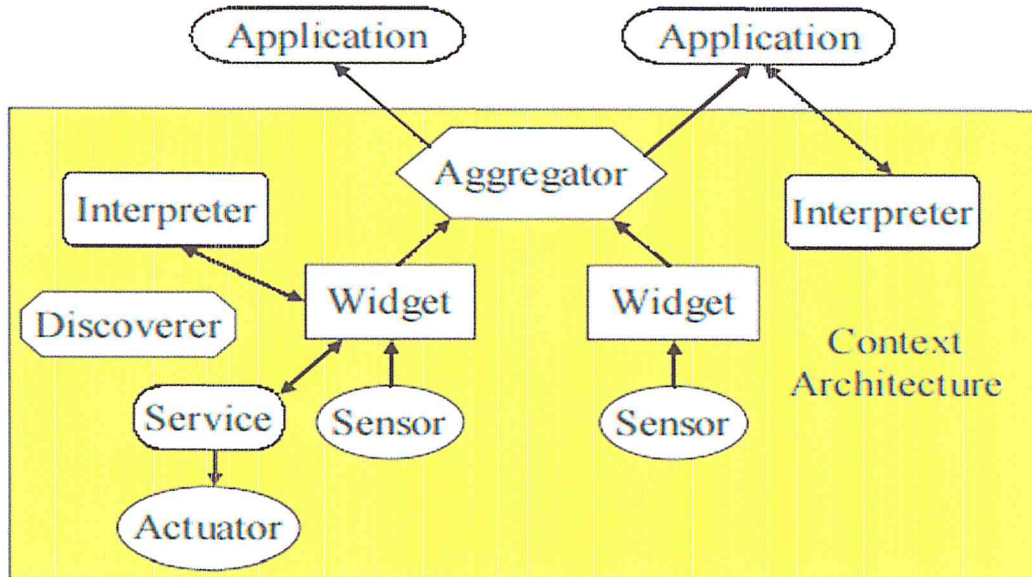 Application
Application
Aggregator
Interpreter
Interpreter
Widget
Widget
Discoverer
Context
Architecture
Service
Sensor
Sensor
Actuator